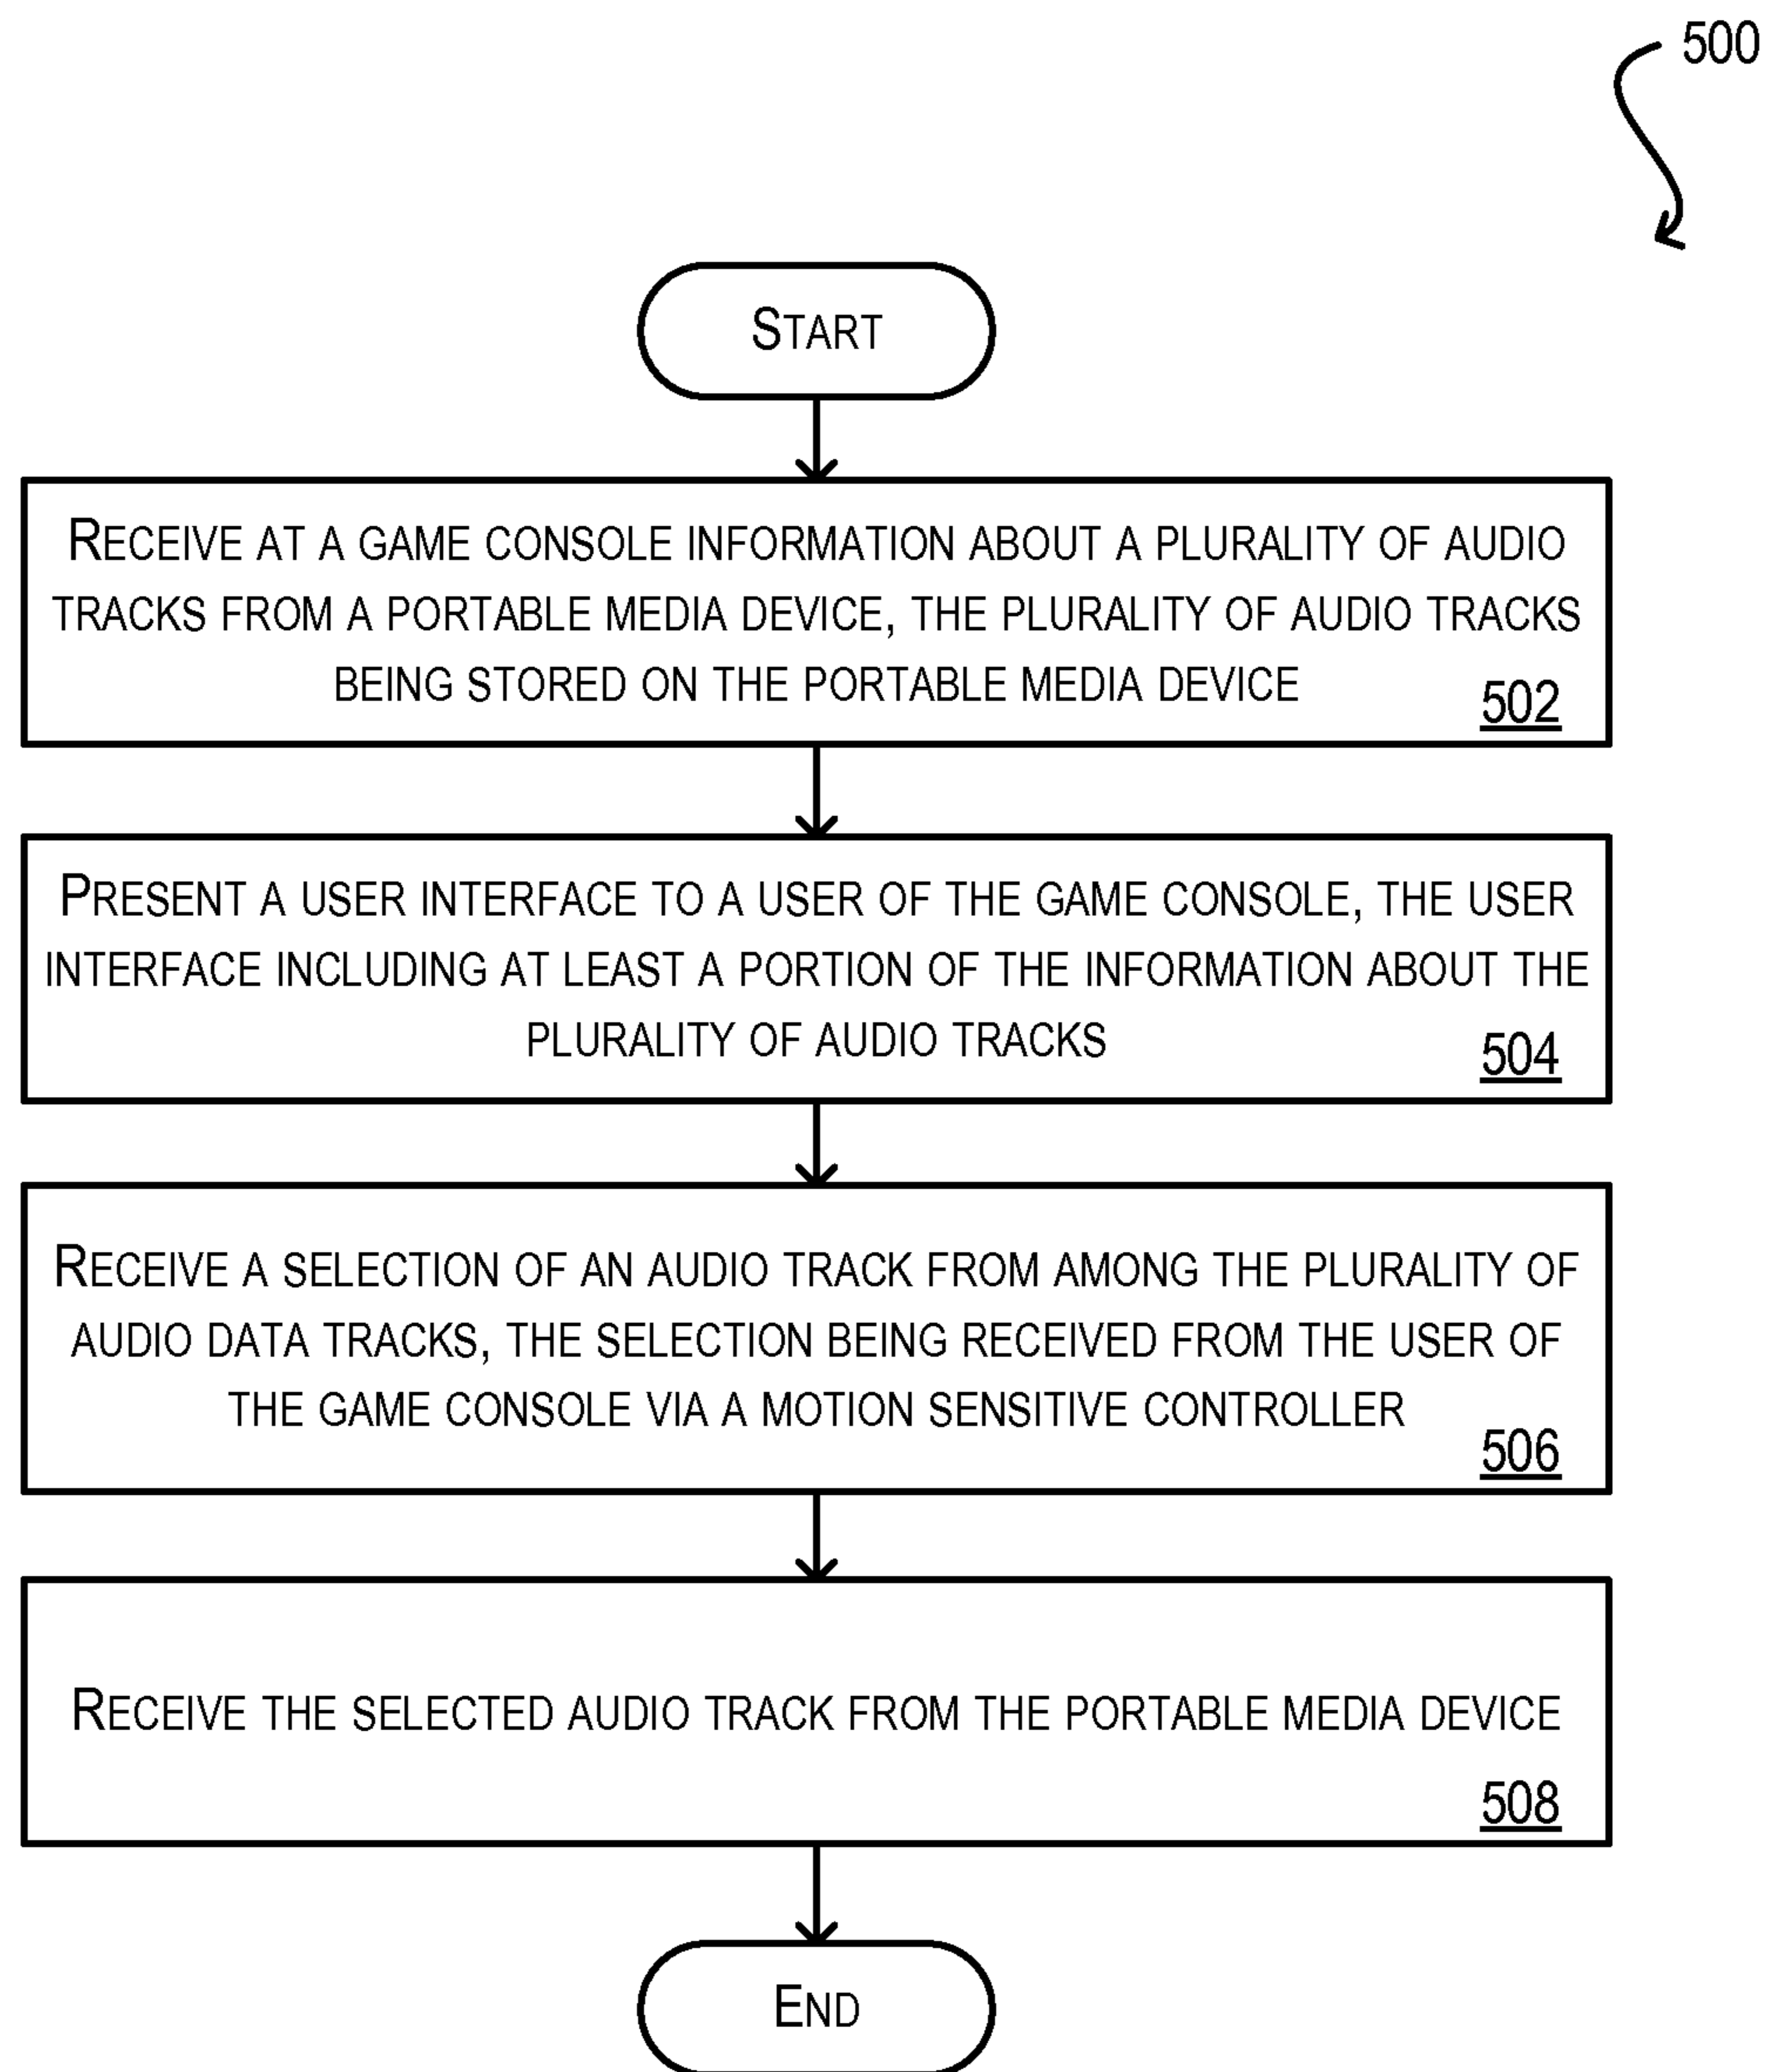 500
START
RECEIVE AT A GAME CONSOLE INFORMATION ABOUT A PLURALITY OF AUDIO
TRACKS FROM A PORTABLE MEDIA DEVICE, THE PLURALITY OF AUDIO TRACKS
BEING STORED ON THE PORTABLE MEDIA DEVICE
502
PRESENT A USER INTERFACE TO A USER OF THE GAME CONSOLE, THE USER
INTERFACE INCLUDING AT LEAST A PORTION OF THE INFORMATION ABOUT THE
PLURALITY OF AUDIO TRACKS
504
RECEIVE A SELECTION OF AN AUDIO TRACK FROM AMONG THE PLURALITY OF
AUDIO DATA TRACKS, THE SELECTION BEING RECEIVED FROM THE USER OF
THE GAME CONSOLE VIA A MOTION SENSITIVE CONTROLLER
506
RECEIVE THE SELECTED AUDIO TRACK FROM THE PORTABLE MEDIA DEVICE
508
END